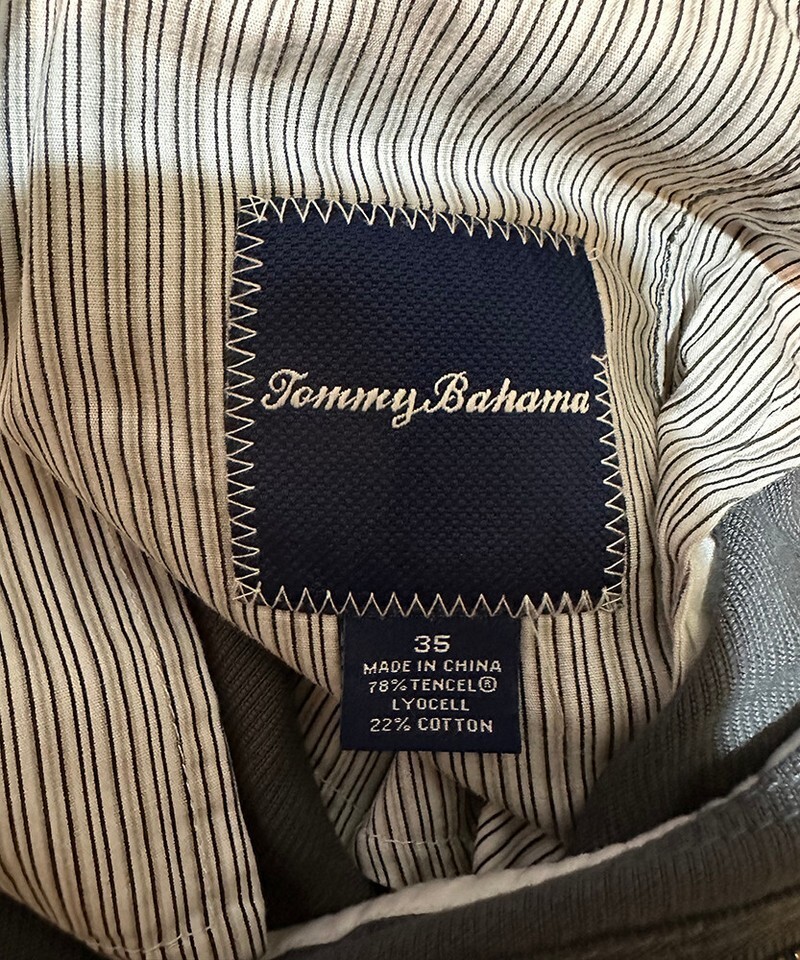 Tommy Bahama
35
MADE IN CHINA
78% TENCEL®
LYOCELL
22% COTTON